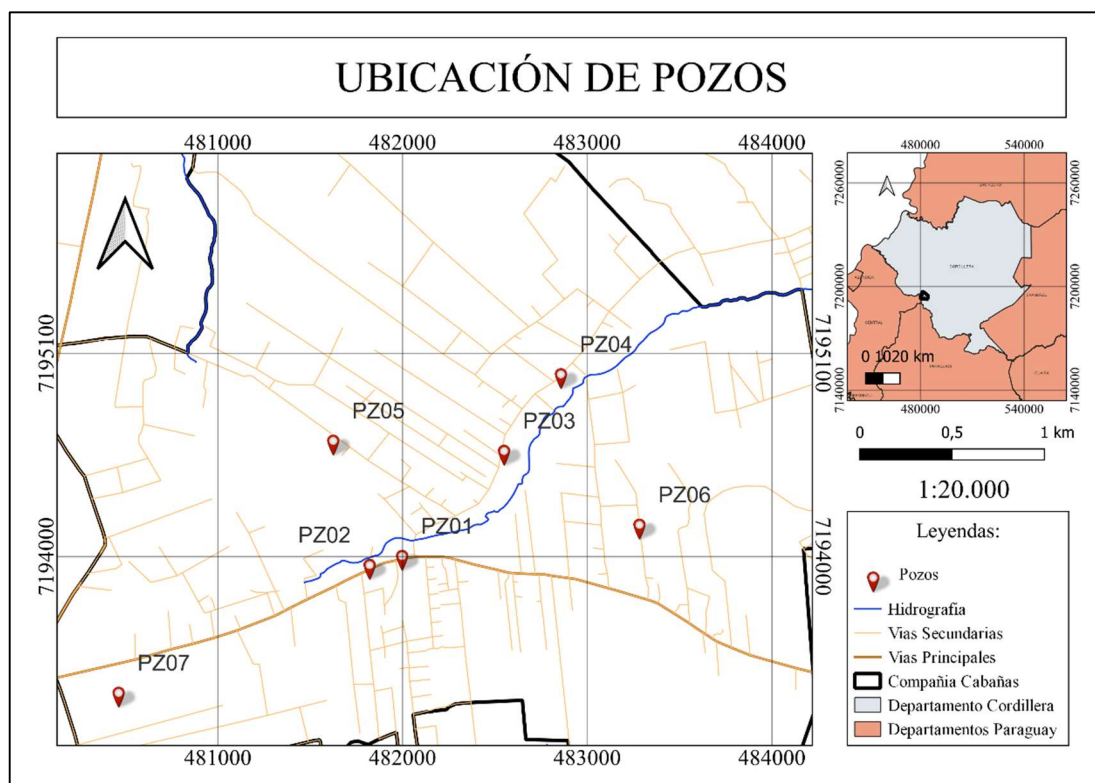 UBICACIÓN DE POZOS
481000
482000
483000
484000
7195100
7194000
7195100
7194000
PZ04
PZ05
PZ03
PZ06
PZ01
PZ02
PZ07
481000
482000
483000
484000
480000
540000
7260000
7200000
7140000
7260000
7200000
7140000
CORDILLERA
CENTRAL
0 1020 km
480000
540000
0
0,5
1 km
1:20.000
Leyendas:
Pozos
Hidrografía
Vias Secundarias
Vias Principales
Compañia Cabañas
Departamento Cordillera
Departamentos Paraguay